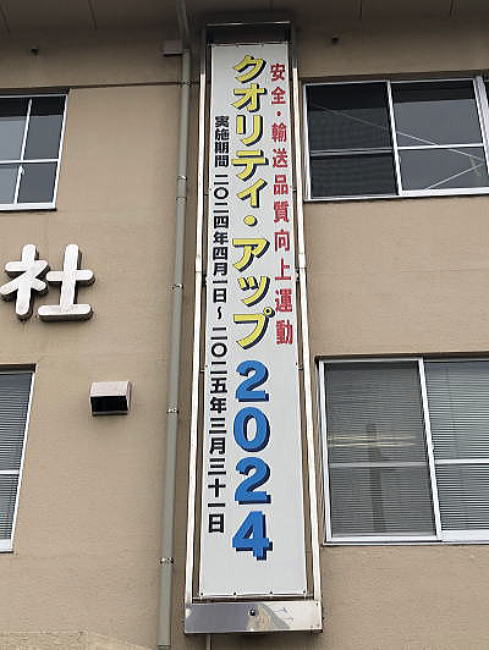 安全・輸送品質向上運動
クオリティ・アップ2024
実施期間 二〇二四年四月一日~二〇二五年三月三十一日
社